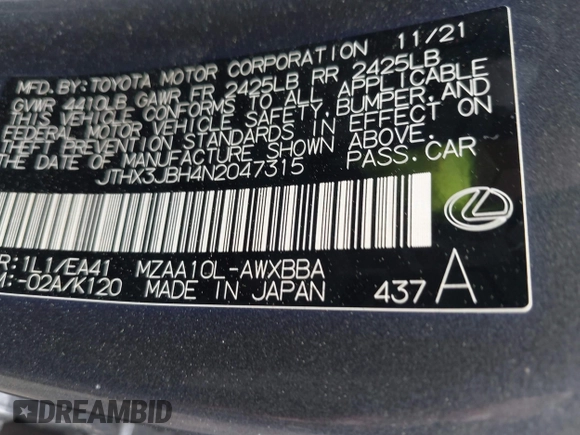 MFD. BY: TOYOTA MOTOR CORPORATION 11/21
GVWR 4410LB GAWR FR 2425LB RR 2425LB
THIS VEHICLE CONFORMS TO ALL APPLICABLE
FEDERAL MOTOR VEHICLE SAFETY, BUMPER, AND
THEFT PREVENTION STANDARDS IN EFFECT ON
THE DATE OF MANUFACTURE SHOWN ABOVE.
JTHX3JBH4N2047315 PASS. CAR
R:1L1/EA41 MZAA10L-AWXBBA
M:-02A/K120 MADE IN JAPAN 437 A
DREAMBID